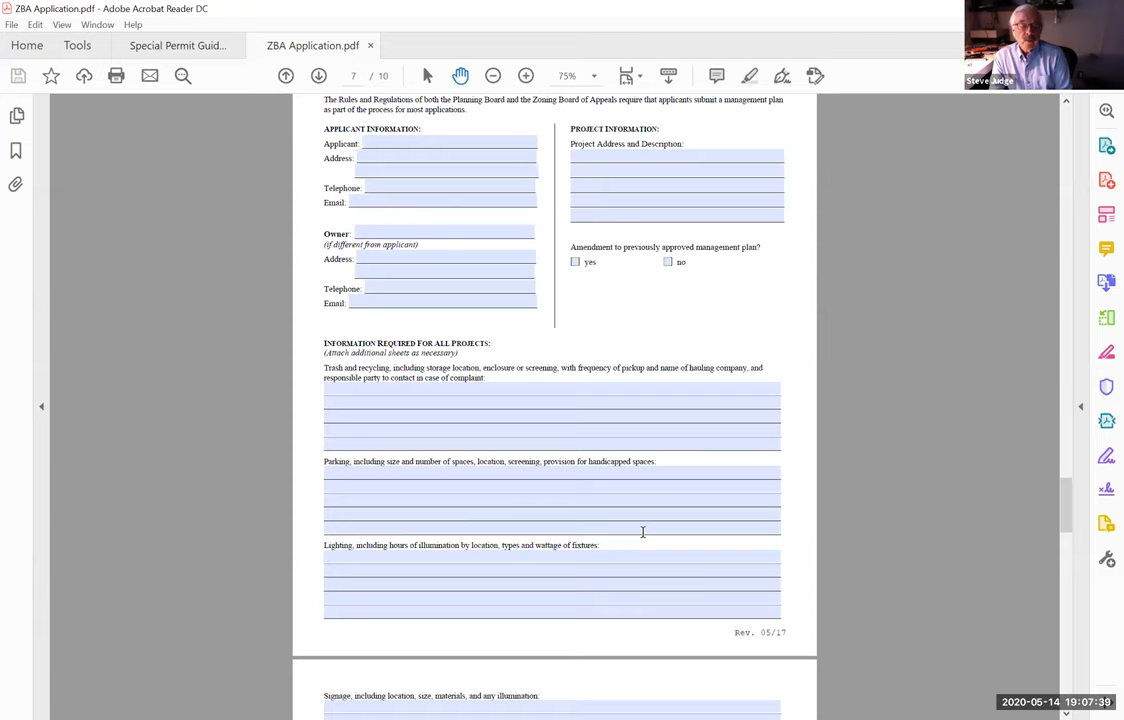 ZBA Application.pdf - Adobe Acrobat Reader DC
File Edit View Window Help
Home Tools Special Permit Guid... ZBA Application.pdf ×
7 / 10 75%
Steve Judge
The Rules and Regulations of both the Planning Board and the Zoning Board of Appeals require that applicants submit a management plan
as part of the process for most applications.
APPLICANT INFORMATION:
Applicant:
Address:
Telephone:
Email:
Owner:
(if different from applicant)
Address:
Telephone:
Email:
PROJECT INFORMATION:
Project Address and Description:
Amendment to previously approved management plan?
yes no
INFORMATION REQUIRED FOR ALL PROJECTS:
(Attach additional sheets as necessary)
Trash and recycling, including storage location, enclosure or screening, with frequency of pickup and name of hauling company, and
responsible party to contact in case of complaint:
Parking, including size and number of spaces, location, screening, provision for handicapped spaces:
Lighting, including hours of illumination by location, types and wattage of fixtures:
Rev. 05/17
Signage, including location, size, materials, and any illumination:
2020-05-14 19:07:39